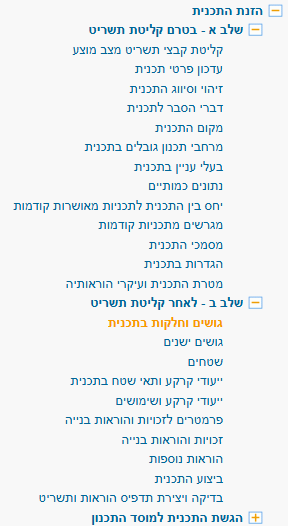 הזנת התכנית
שלב א - בטרם קליטת תשריט
קליטת קבצי תשריט מצב מוצע
עדכון פרטי תכנית
זיהוי וסיווג התכנית
דברי הסבר לתכנית
מקום התכנית
מרחבי תכנון גובלים בתכנית
בעלי עניין בתכנית
נתונים כמותיים
יחס בין התכנית לתכניות מאושרות קודמות
מגרשים מתכניות קודמות
מסמכי התכנית
הגדרות בתכנית
מטרת התכנית ועיקרי הוראותיה
שלב ב - לאחר קליטת תשריט
גושים וחלקות בתכנית
גושים ישנים
שטחים
ייעודי קרקע ותאי שטח בתכנית
ייעודי קרקע ושימושים
פרמטרים לזכויות והוראות בנייה
זכויות והוראות בנייה
הוראות נוספות
ביצוע התכנית
בדיקה ויצירת תדפיס הוראות ותשריט
הגשת התכנית למוסד התכנון